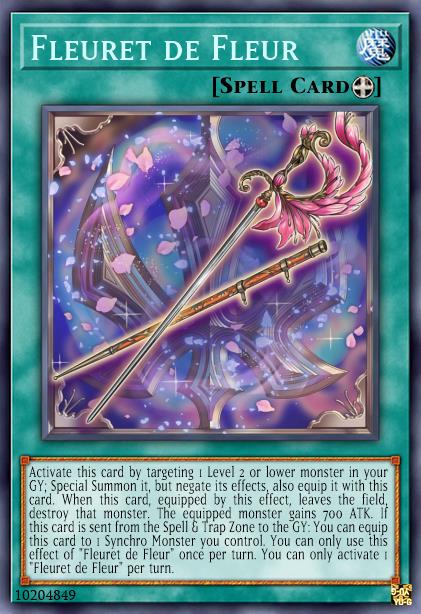 Fleuret de Fleur
[Spell Card]
Activate this card by targeting 1 Level 2 or lower monster in your
GY; Special Summon it, but negate its effects, also equip it with this
card. When this card, equipped by this effect, leaves the field,
destroy that monster. The equipped monster gains 700 ATK. If
this card is sent from the Spell & Trap Zone to the GY: You can equip
this card to 1 Synchro Monster you control. You can only use this
effect of "Fleuret de Fleur" once per turn. You can only activate 1
"Fleuret de Fleur" per turn.
10204849